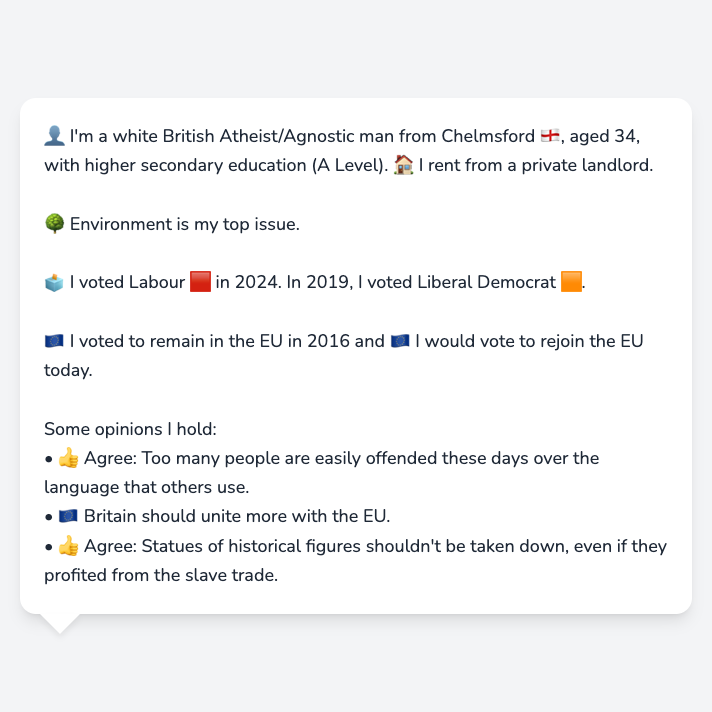 👤 I'm a white British Atheist/Agnostic man from Chelmsford 🏴󠁧󠁢󠁥󠁮󠁧󠁿, aged 34,
with higher secondary education (A Level). 🏠 I rent from a private landlord.
🌳 Environment is my top issue.
🗳️ I voted Labour 🟥 in 2024. In 2019, I voted Liberal Democrat 🟧.
🇪🇺 I voted to remain in the EU in 2016 and 🇪🇺 I would vote to rejoin the EU
today.
Some opinions I hold:
• 👍 Agree: Too many people are easily offended these days over the
language that others use.
• 🇪🇺 Britain should unite more with the EU.
• 👍 Agree: Statues of historical figures shouldn't be taken down, even if they
profited from the slave trade.